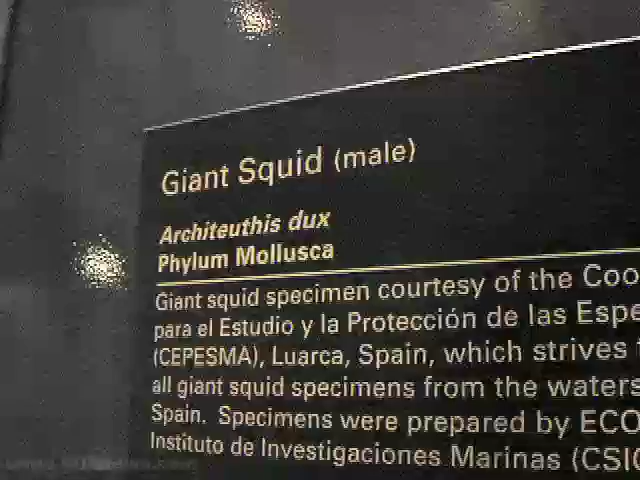 Giant Squid (male)
Architeuthis dux
Phylum Mollusca
Giant squid specimen courtesy of the Coo
para el Estudio y la Protección de las Espe
(CEPESMA), Luarca, Spain, which strives
all giant squid specimens from the waters
Spain. Specimens were prepared by ECO
Instituto de Investigaciones Marinas (CSIC